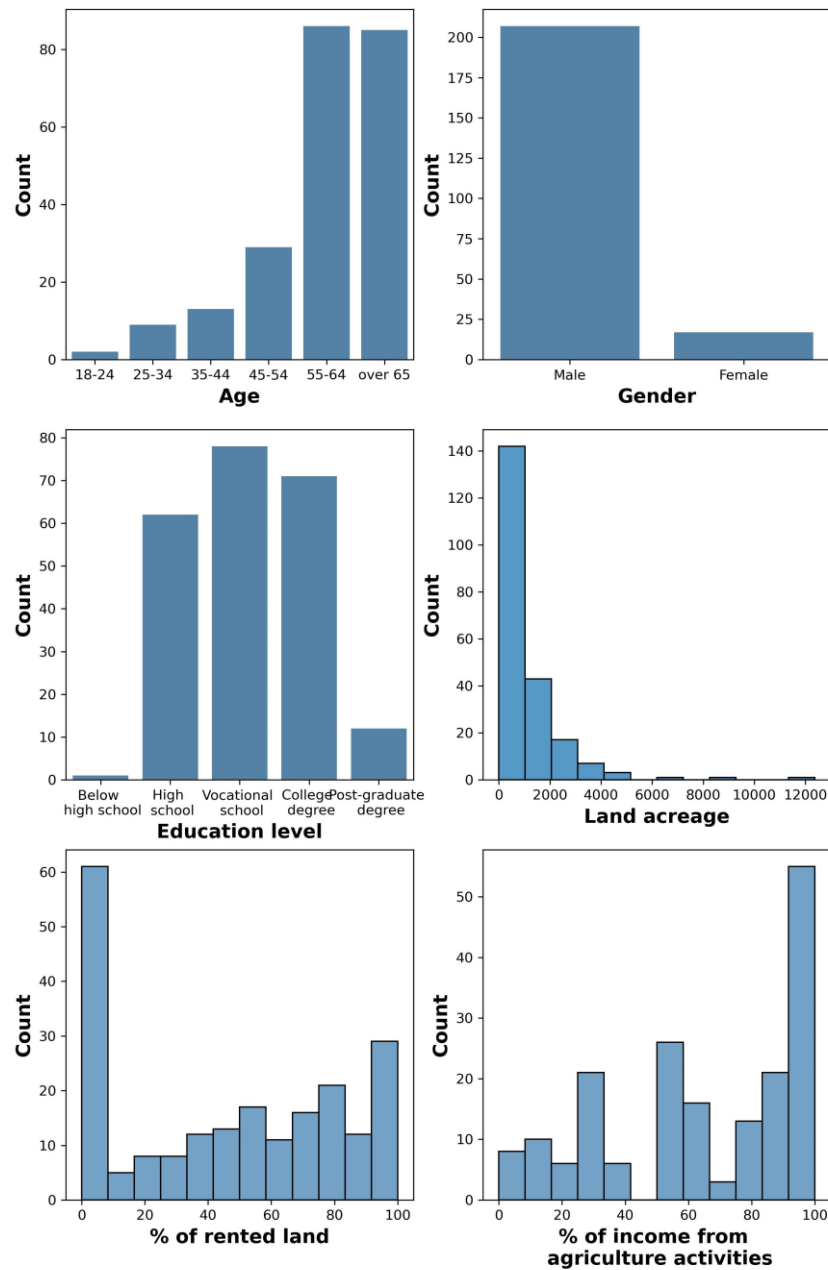 80
60
40
20
0
Count
18-24 25-34 35-44 45-54 55-64 over 65
Age
200
175
150
125
100
75
50
25
0
Count
Male Female
Gender
80
70
60
50
40
30
20
10
0
Count
Below High Vocational College Post-graduate
high school school school degree degree
Education level
140
120
100
80
60
40
20
0
Count
0 2000 4000 6000 8000 10000 12000
Land acreage
60
50
40
30
20
10
0
Count
0 20 40 60 80 100
% of rented land
50
40
30
20
10
0
Count
0 20 40 60 80 100
% of income from
agriculture activities